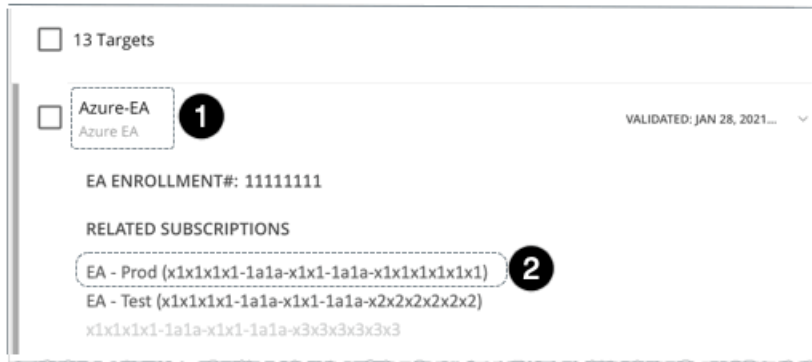 13 Targets
Azure-EA
1
Azure EA
VALIDATED: JAN 28, 2021...
EA ENROLLMENT#: 11111111
RELATED SUBSCRIPTIONS
EA - Prod (x1x1x1x1-1a1a-x1x1-1a1a-x1x1x1x1x1x1)
2
EA - Test (x1x1x1x1-1a1a-x1x1-1a1a-x2x2x2x2x2x2)
x1x1x1x1-1a1a-x1x1-1a1a-x3x3x3x3x3x3